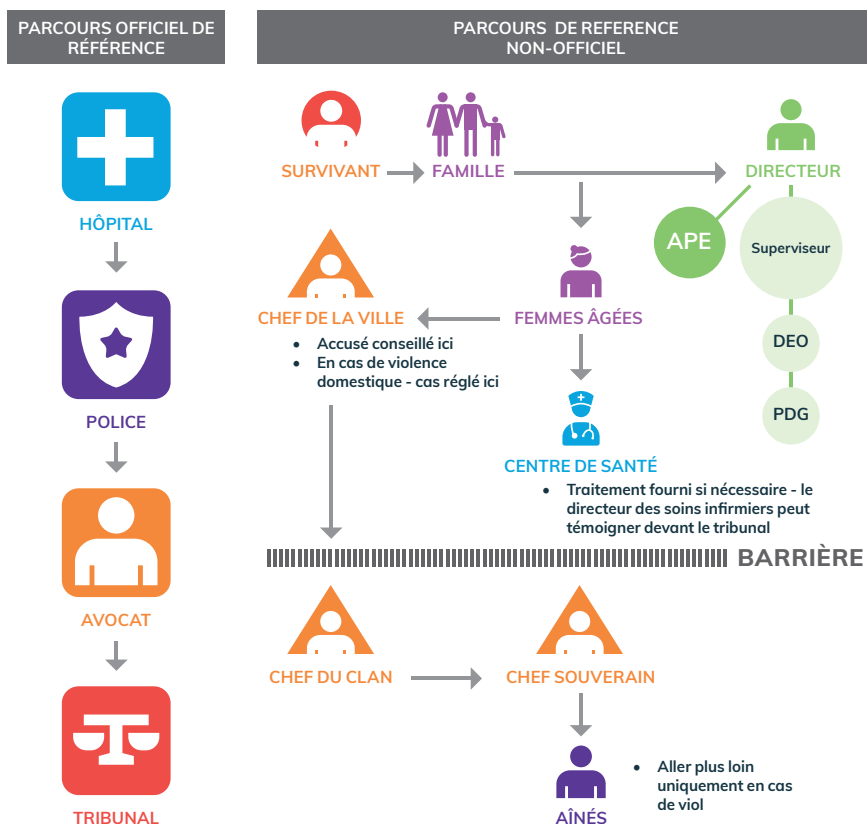 PARCOURS OFFICIEL DE
RÉFÉRENCE
HÔPITAL
POLICE
AVOCAT
TRIBUNAL
PARCOURS DE REFERENCE
NON-OFFICIEL
SURVIVANT
FAMILLE
DIRECTEUR
APE
Superviseur
DEO
PDG
CHEF DE LA VILLE
• Accusé conseillé ici
• En cas de violence
domestique - cas réglé ici
FEMMES ÂGÉES
CENTRE DE SANTÉ
• Traitement fourni si nécessaire - le
directeur des soins infirmiers peut
témoigner devant le tribunal
BARRIÈRE
CHEF DU CLAN
CHEF SOUVERAIN
AÎNÉS
• Aller plus loin
uniquement en cas
de viol